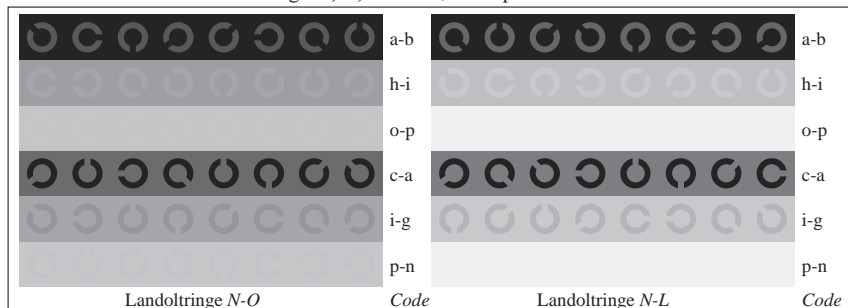 a-b a-b
h-i h-i
o-p o-p
c-a c-a
i-g i-g
p-n p-n
Landoltringe N-O Code Landoltringe N-L Code